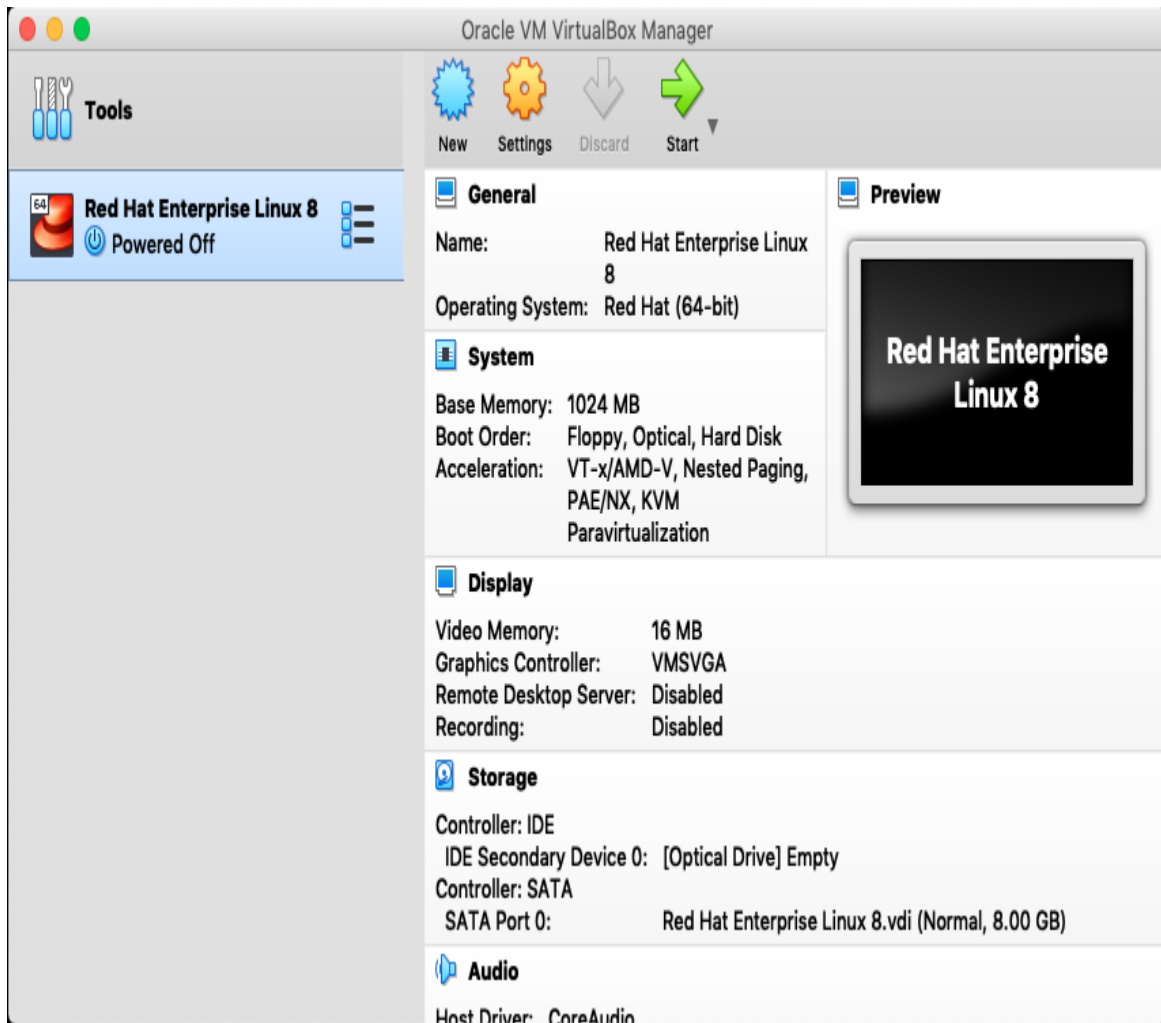 Oracle VM VirtualBox Manager
Tools
New Settings Discard Start
64
Red Hat Enterprise Linux 8
Powered Off
General
Name: Red Hat Enterprise Linux
8
Operating System: Red Hat (64-bit)
Preview
Red Hat Enterprise
Linux 8
System
Base Memory: 1024 MB
Boot Order: Floppy, Optical, Hard Disk
Acceleration: VT-x/AMD-V, Nested Paging,
PAE/NX, KVM
Paravirtualization
Display
Video Memory: 16 MB
Graphics Controller: VMSVGA
Remote Desktop Server: Disabled
Recording: Disabled
Storage
Controller: IDE
IDE Secondary Device 0: [Optical Drive] Empty
Controller: SATA
SATA Port 0: Red Hat Enterprise Linux 8.vdi (Normal, 8.00 GB)
Audio
Host Driver: CoreAudio